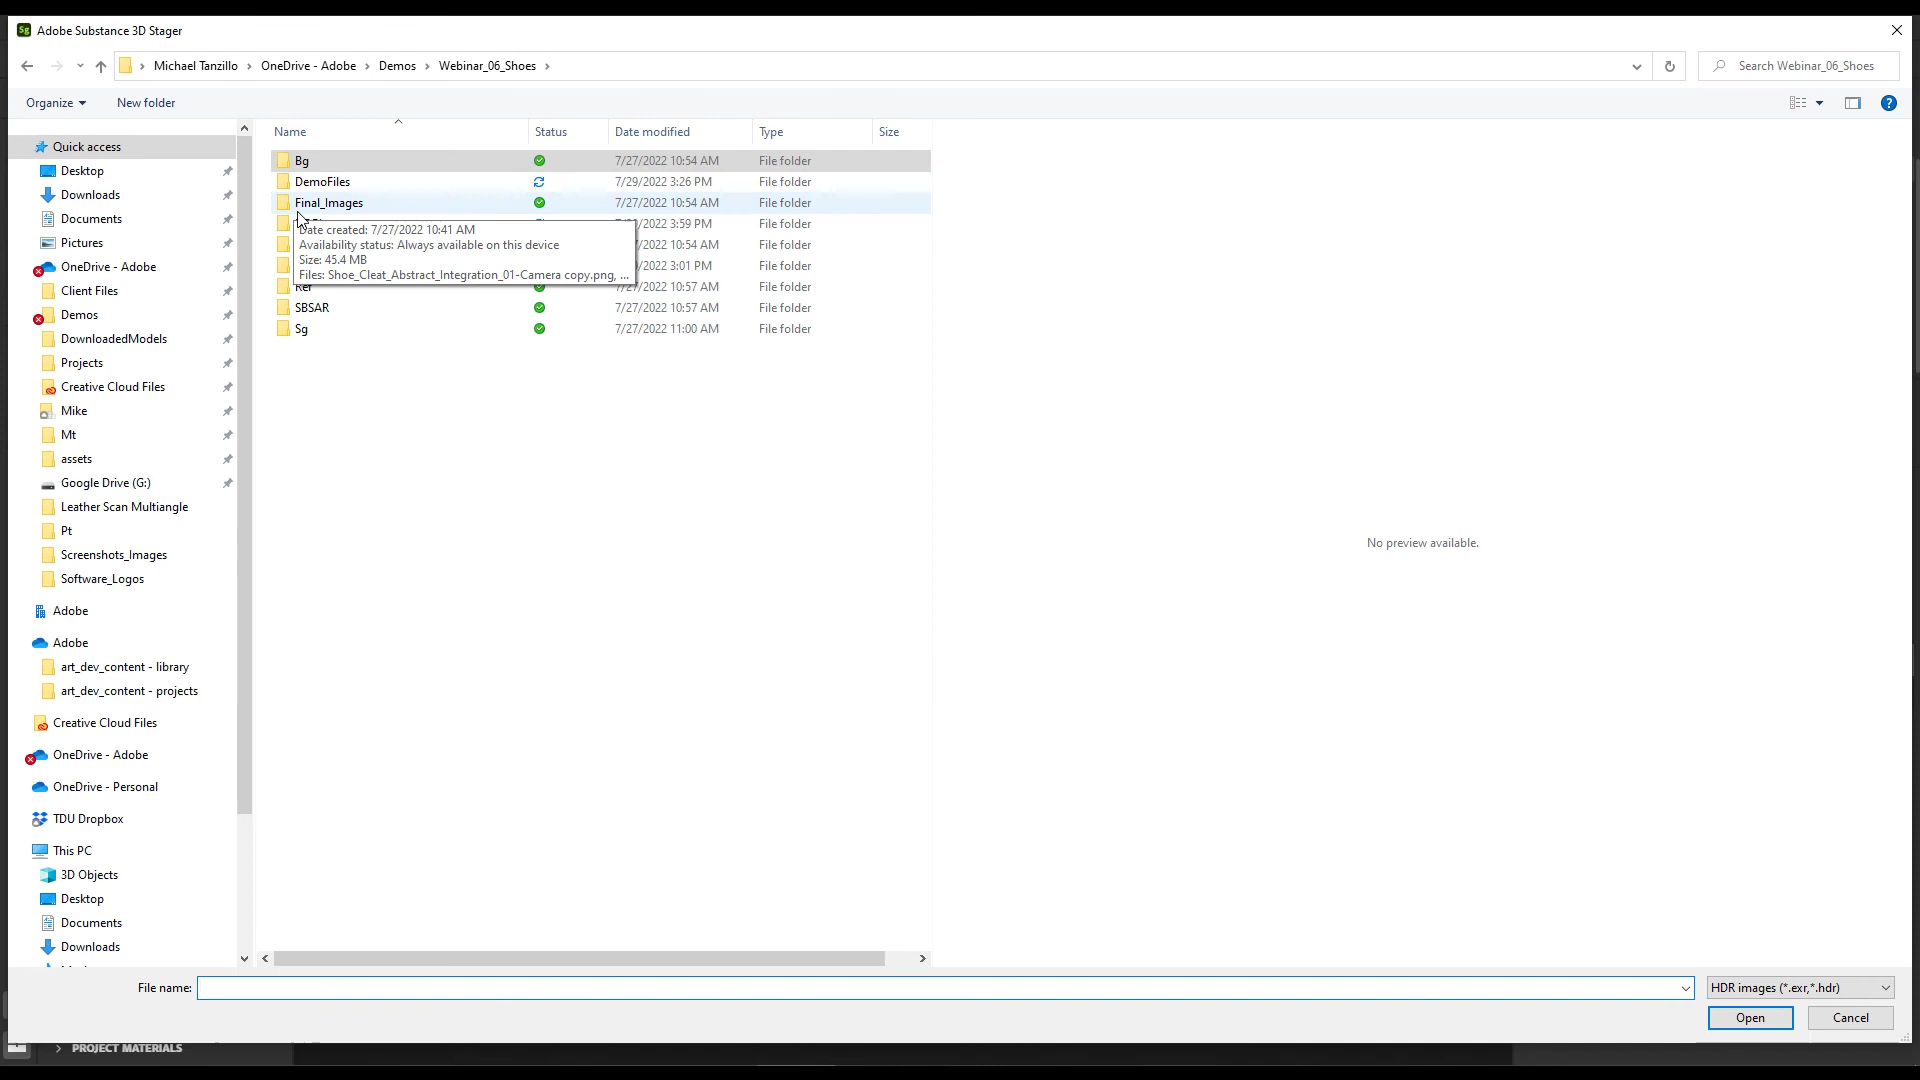 Sg Adobe Substance 3D Stager
Michael Tanzillo > OneDrive - Adobe > Demos > Webinar_06_Shoes >
Search Webinar_06_Shoes
Organize
New folder
Name Status Date modified Type Size
Bg 7/27/2022 10:54 AM File folder
DemoFiles 7/29/2022 3:26 PM File folder
Final_Images 7/27/2022 10:54 AM File folder
/2022 3:59 PM File folder
/2022 10:54 AM File folder
/2022 3:01 PM File folder
Ref 7/27/2022 10:57 AM File folder
SBSAR 7/27/2022 10:57 AM File folder
Sg 7/27/2022 11:00 AM File folder
Date created: 7/27/2022 10:41 AM
Availability status: Always available on this device
Size: 45.4 MB
Files: Shoe_Cleat_Abstract_Integration_01-Camera copy.png, ...
Quick access
Desktop
Downloads
Documents
Pictures
OneDrive - Adobe
Client Files
Demos
DownloadedModels
Projects
Creative Cloud Files
Mike
Mt
assets
Google Drive (G:)
Leather Scan Multiangle
Pt
Screenshots_Images
Software_Logos
Adobe
Adobe
art_dev_content - library
art_dev_content - projects
Creative Cloud Files
OneDrive - Adobe
OneDrive - Personal
TDU Dropbox
This PC
3D Objects
Desktop
Documents
Downloads
No preview available.
File name:
HDR images (*.exr,*.hdr)
Open
Cancel
> PROJECT MATERIALS